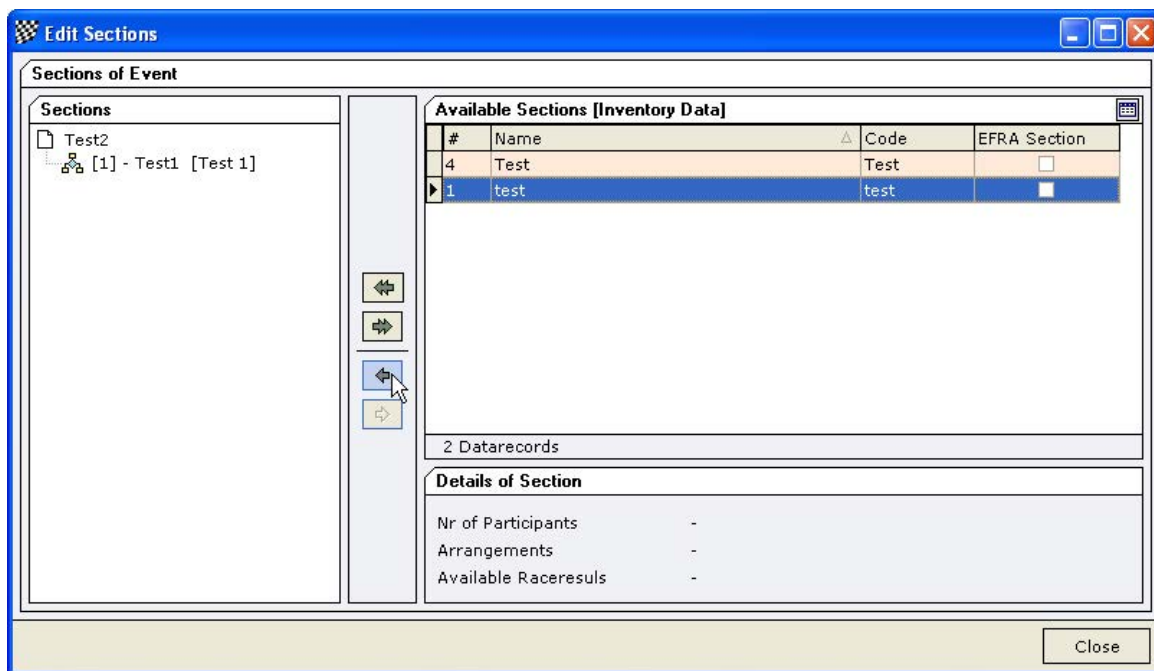 Edit Sections
Sections of Event
Sections
Test2
[1] - Test1 [Test 1]
Available Sections [Inventory Data]
# Name Code EFRA Section
4 Test Test
1 test test
2 Datarecords
Details of Section
Nr of Participants -
Arrangements -
Available Raceresuls -
Close